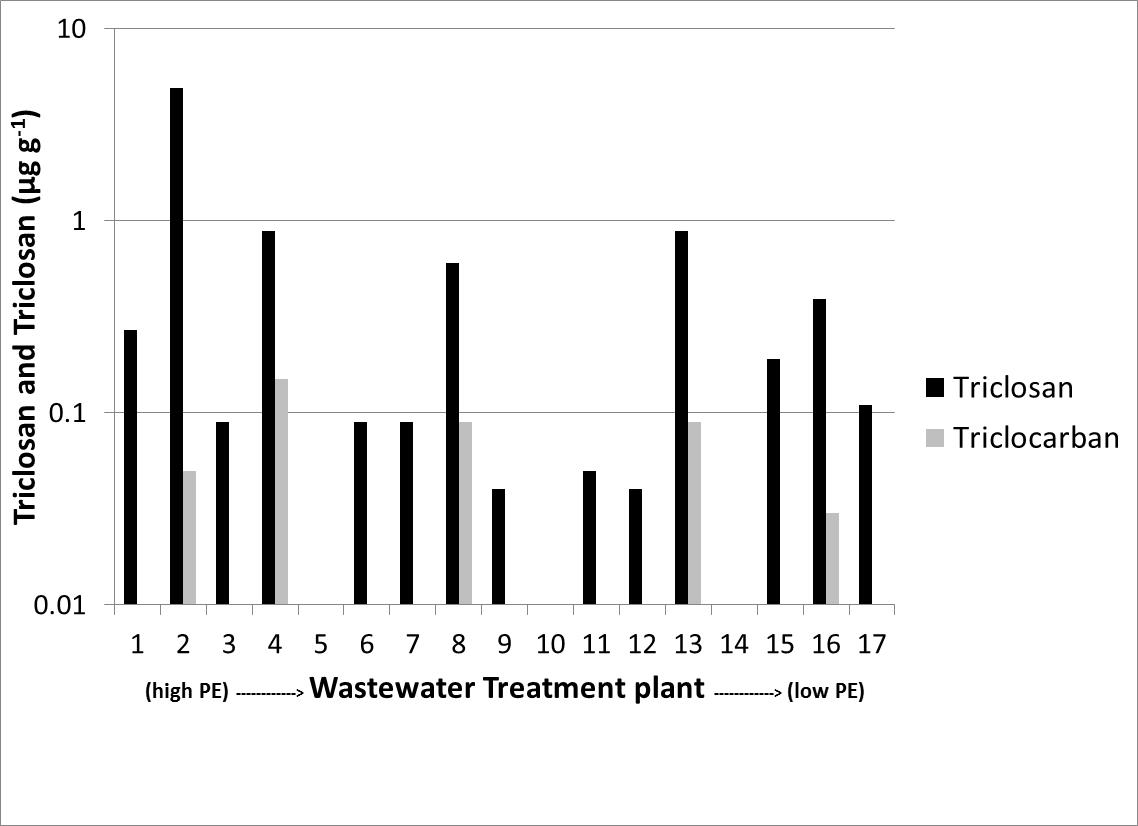 10
1
0.1
0.01
Triclosan and Triclosan (µg g-1)
1 2 3 4 5 6 7 8 9 10 11 12 13 14 15 16 17
(high PE) ------------> Wastewater Treatment plant ------------> (low PE)
Triclosan
Triclocarban